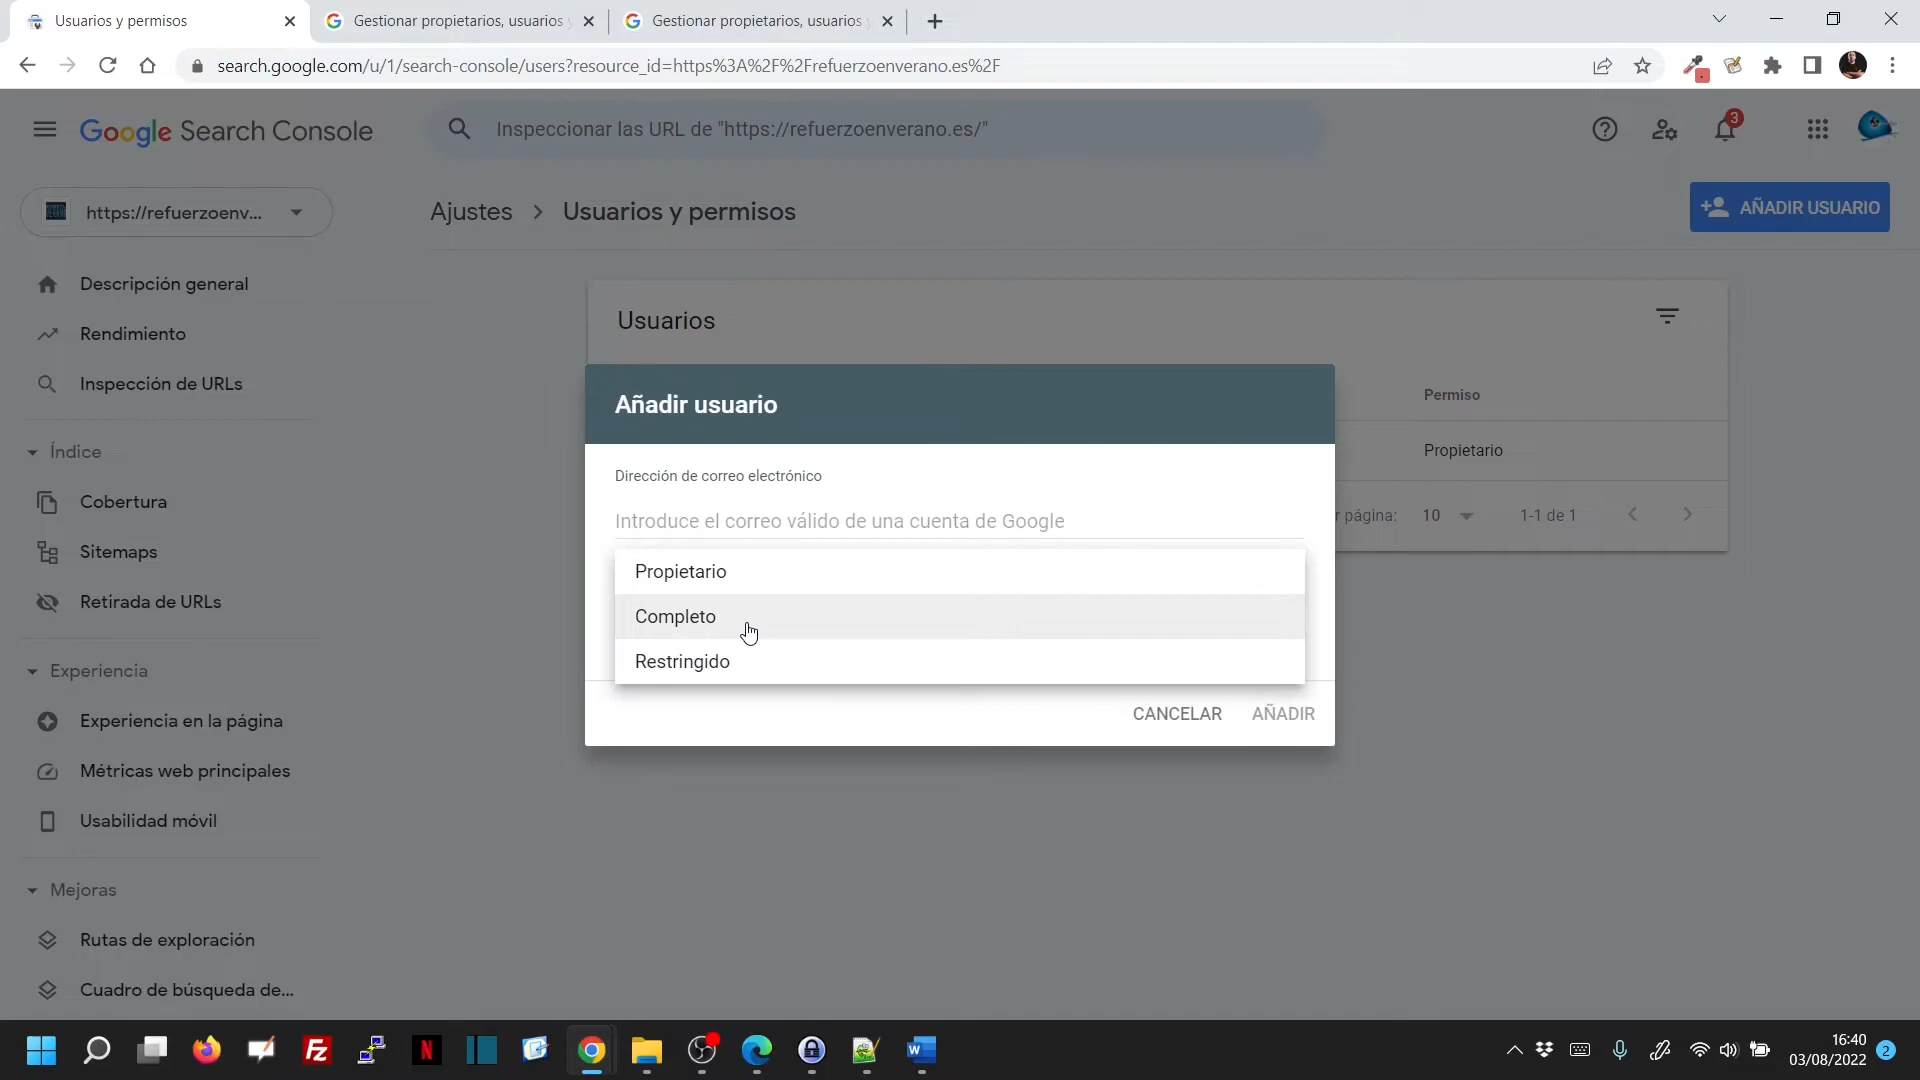 Usuarios y permisos
Gestionar propietarios, usuarios y
Gestionar propietarios, usuarios y
search.google.com/u/1/search-console/users?resource_id=https%3A%2F%2Frefuerzoenverano.es%2F
Google Search Console
Inspeccionar las URL de "https://refuerzoenverano.es/"
3
https://refuerzoenv...
Ajustes > Usuarios y permisos
AÑADIR USUARIO
Descripción general
Rendimiento
Inspección de URLs
Índice
Cobertura
Sitemaps
Retirada de URLs
Experiencia
Experiencia en la página
Métricas web principales
Usabilidad móvil
Mejoras
Rutas de exploración
Cuadro de búsqueda de...
Usuarios
Permiso
Propietario
r página: 10 1-1 de 1
Añadir usuario
Dirección de correo electrónico
Introduce el correo válido de una cuenta de Google
Propietario
Completo
Restringido
CANCELAR AÑADIR
16:40
03/08/2022
2